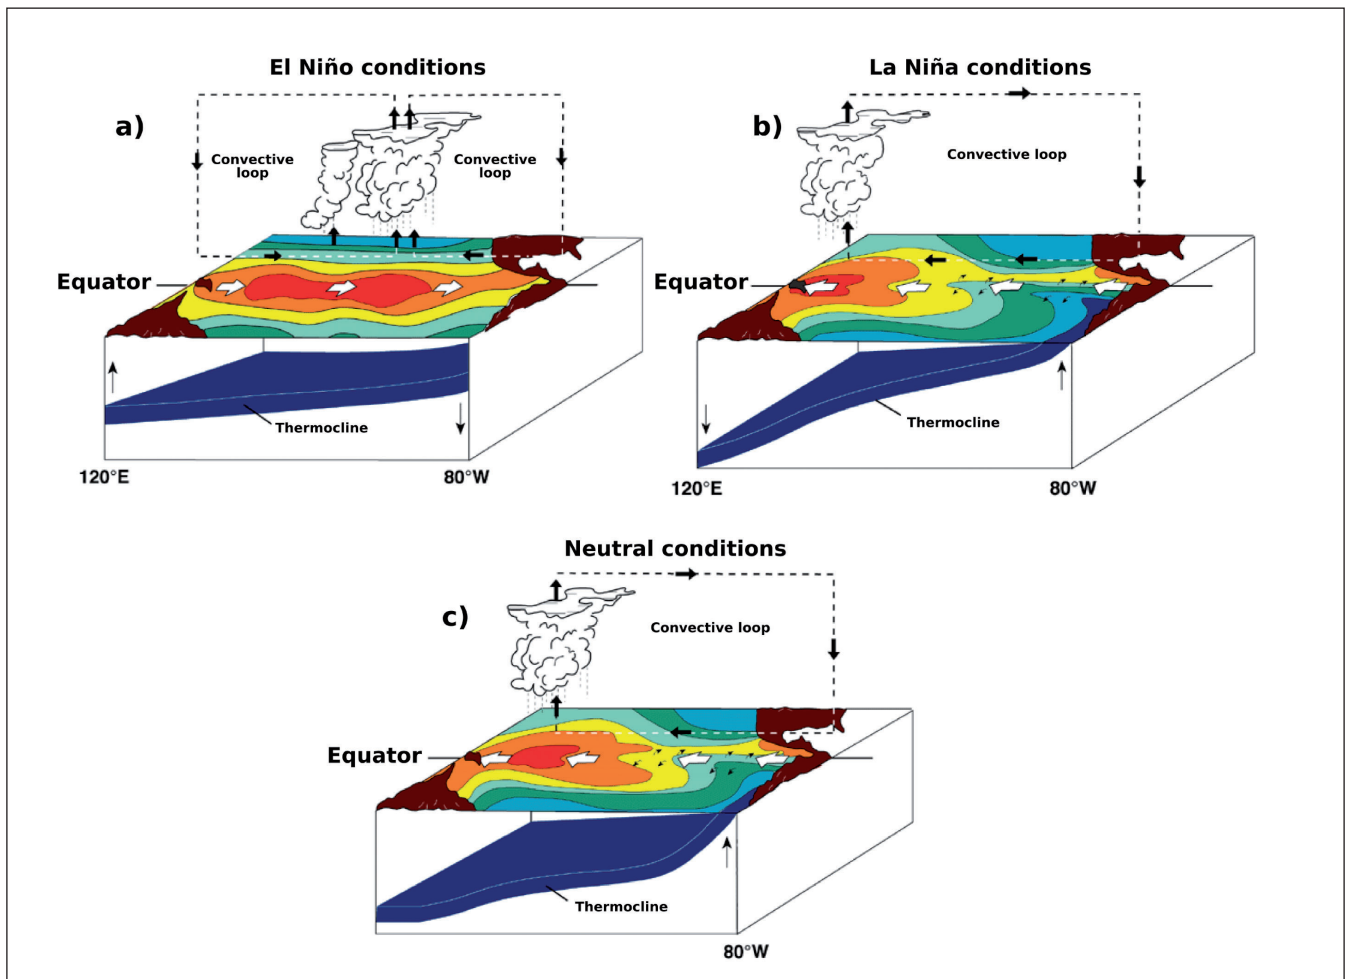 El Niño conditions
a)
Convective
loop
Convective
loop
Equator
Thermocline
120°E
80°W
La Niña conditions
b)
Convective loop
Equator
Thermocline
120°E
80°W
Neutral conditions
c)
Convective loop
Equator
Thermocline
80°W